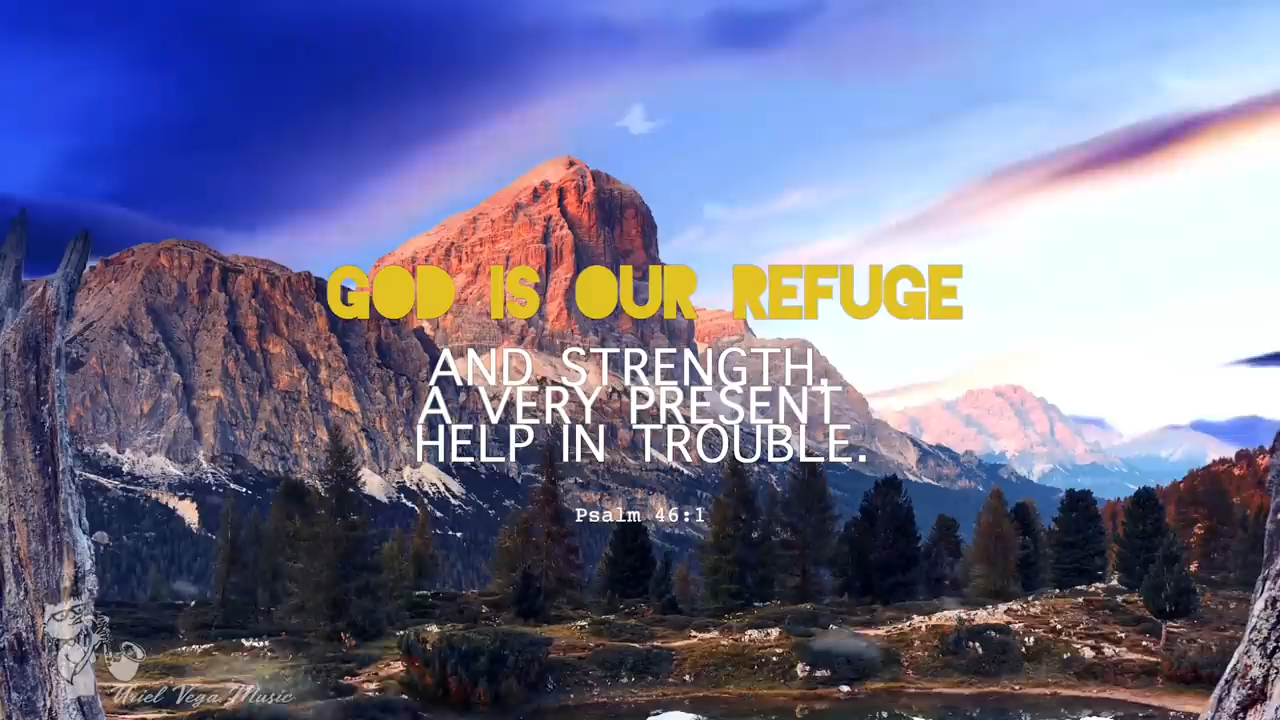 GOD IS OUR REFUGE
AND STRENGTH,
A VERY PRESENT
HELP IN TROUBLE.
Psalm 46:1
Uriel Vega Music